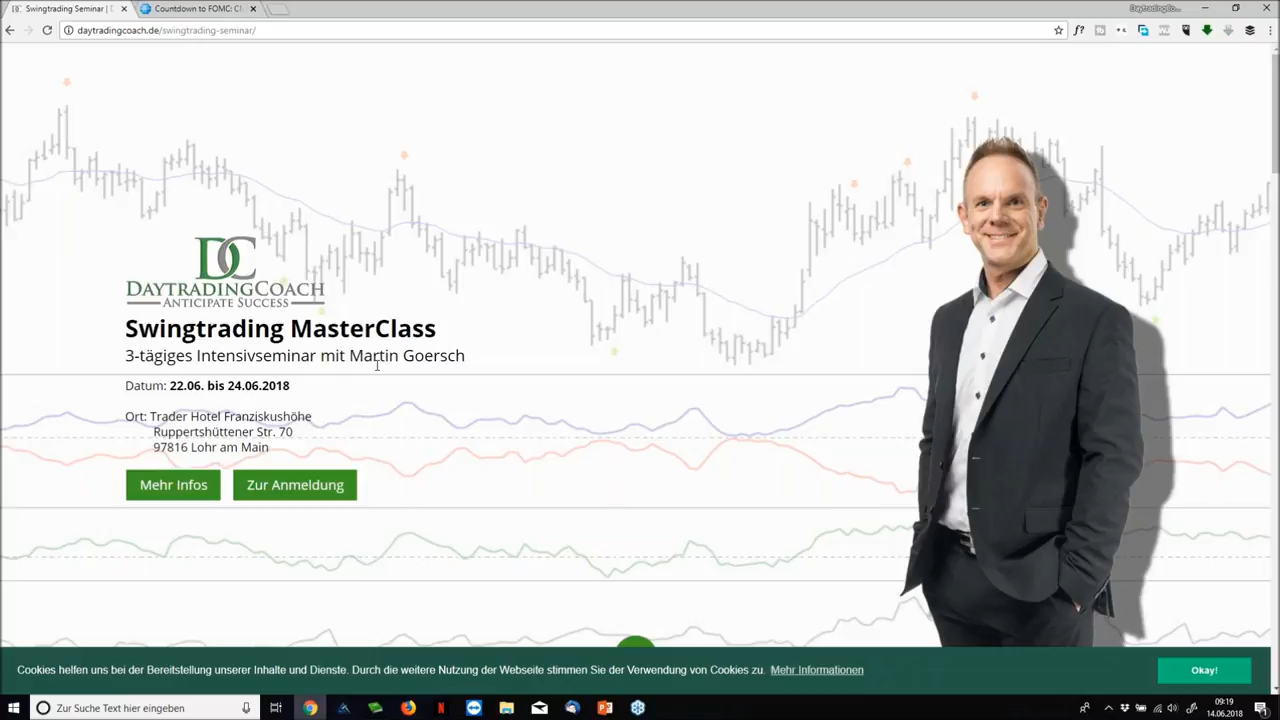 Swingtrading Seminar |
Countdown to FOMC: C
DaytradingCo...
daytradingcoach.de/swingtrading-seminar/
DC
DAYTRADINGCOACH
ANTICIPATE SUCCESS
Swingtrading MasterClass
3-tägiges Intensivseminar mit Martin Goersch
Datum: 22.06. bis 24.06.2018
Ort: Trader Hotel Franziskushöhe
Ruppertshüttener Str. 70
97816 Lohr am Main
Mehr Infos
Zur Anmeldung
Cookies helfen uns bei der Bereitstellung unserer Inhalte und Dienste. Durch die weitere Nutzung der Webseite stimmen Sie der Verwendung von Cookies zu. Mehr Informationen
Okay!
Zur Suche Text hier eingeben
09:19
14.06.2018